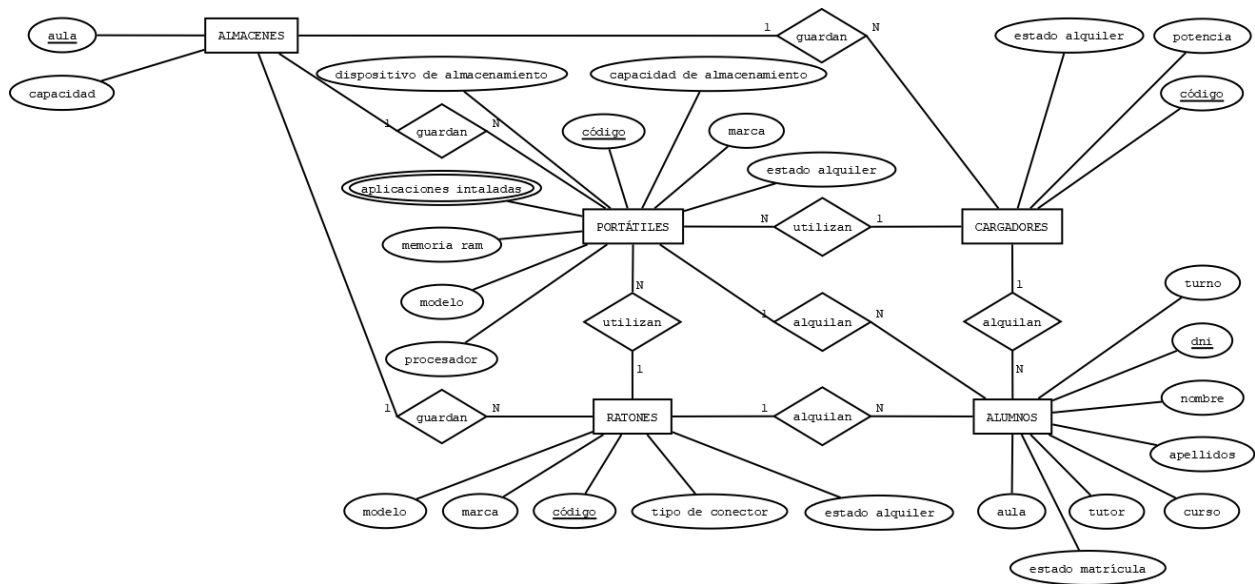 aula
ALMACENES
1
guardan
N
estado alquiler
potencia
capacidad
dispositivo de almacenamiento
capacidad de almacenamiento
código
1
guardan
N
código
marca
estado alquiler
aplicaciones intaladas
memoria ram
PORTÁTILES
N
utilizan
1
CARGADORES
modelo
N
utilizan
1
1
alquilan
N
1
alquilan
N
turno
dni
procesador
nombre
1
guardan
N
RATONES
1
alquilan
N
ALUMNOS
apellidos
modelo
marca
código
tipo de conector
estado alquiler
aula
tutor
curso
estado matrícula